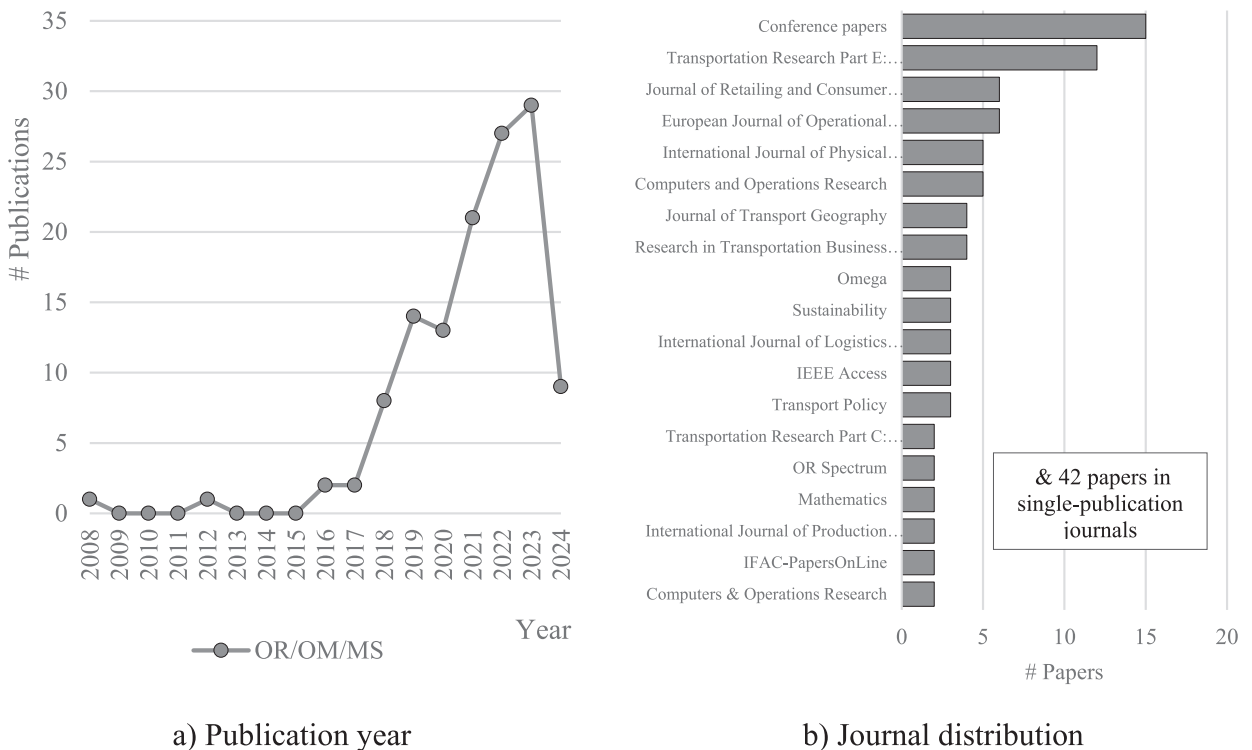 35
30
25
20
15
10
5
0
# Publications
2008
2009
2010
2011
2012
2013
2014
2015
2016
2017
2018
2019
2020
2021
2022
2023
2024
Year
OR/OM/MS
a) Publication year
Conference papers
Transportation Research Part E:…
Journal of Retailing and Consumer…
European Journal of Operational…
International Journal of Physical…
Computers and Operations Research
Journal of Transport Geography
Research in Transportation Business…
Omega
Sustainability
International Journal of Logistics…
IEEE Access
Transport Policy
Transportation Research Part C:…
OR Spectrum
Mathematics
International Journal of Production…
IFAC-PapersOnLine
Computers & Operations Research
& 42 papers in
single-publication
journals
0 5 10 15 20
# Papers
b) Journal distribution